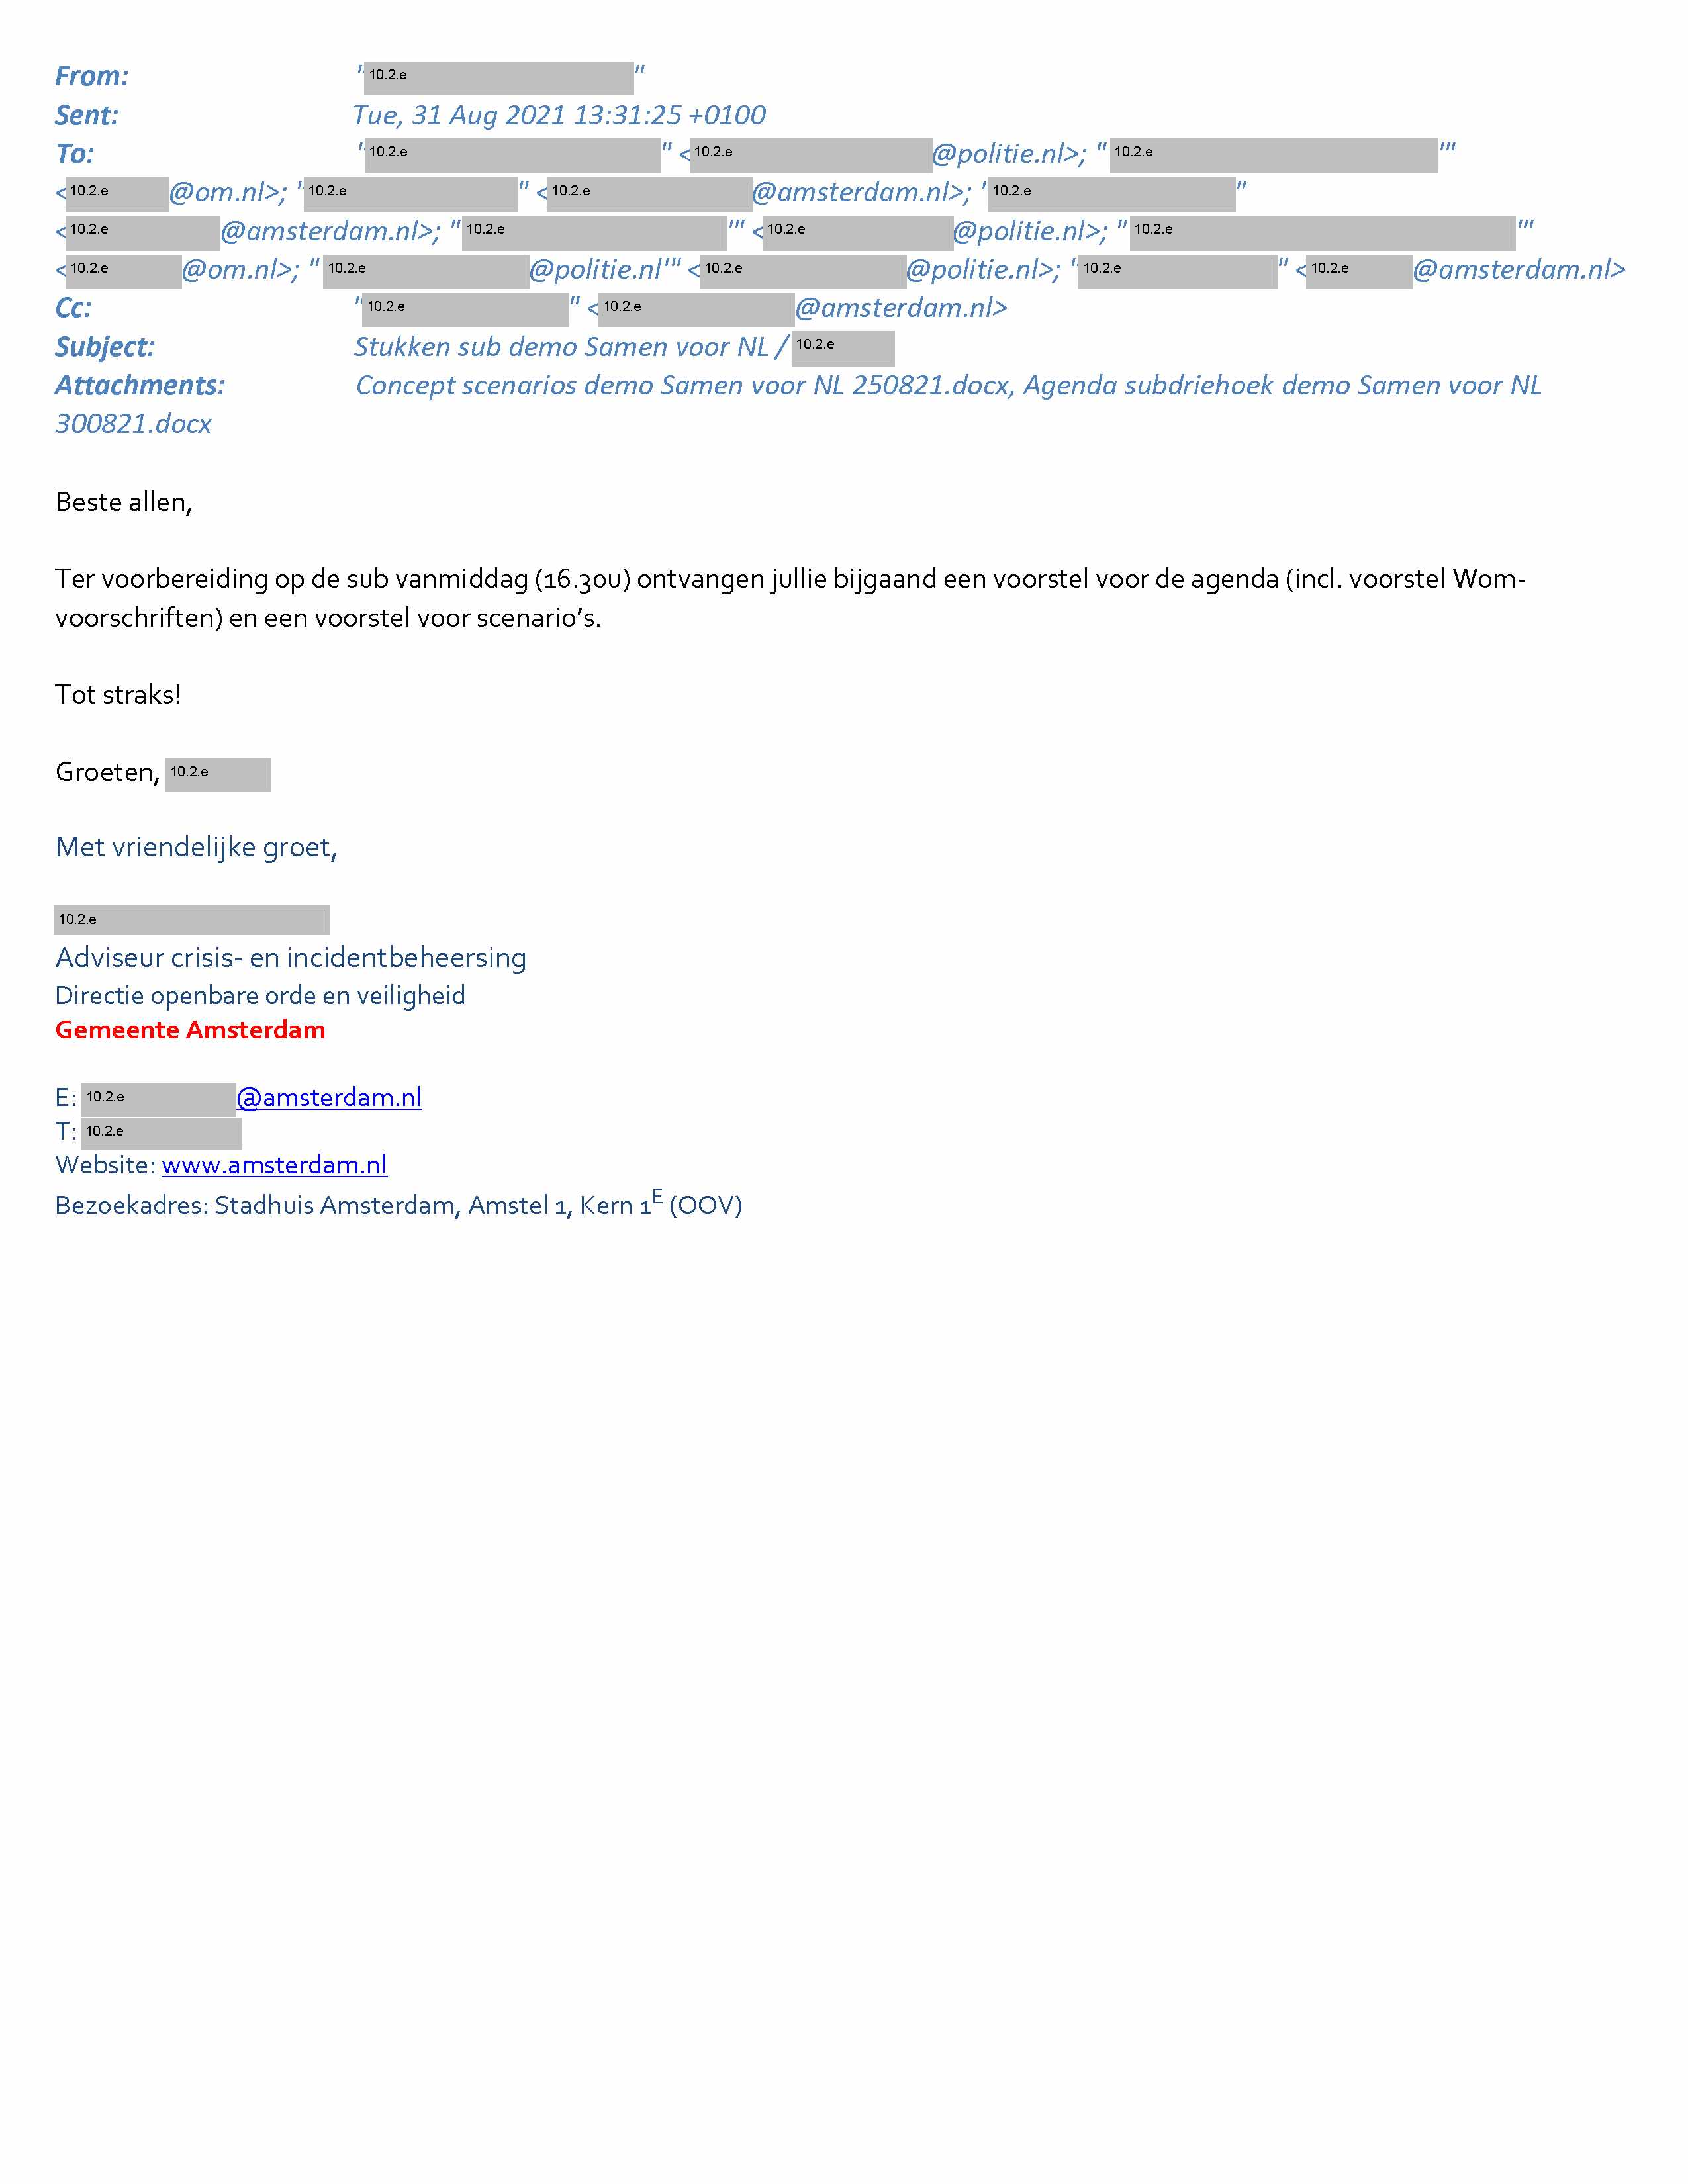 From: "10.2.e"
Sent: Tue, 31 Aug 2021 13:31:25 +0100
To: "10.2.e" <10.2.e@politie.nl>; "10.2.e'"
<10.2.e@om.nl>; "10.2.e" <10.2.e@amsterdam.nl>; "10.2.e"
<10.2.e@amsterdam.nl>; "10.2.e'" <10.2.e@politie.nl>; "10.2.e'"
<10.2.e@om.nl>; "10.2.e@politie.nl'" <10.2.e@politie.nl>; "10.2.e" <10.2.e@amsterdam.nl>
Cc: "10.2.e" <10.2.e@amsterdam.nl>
Subject: Stukken sub demo Samen voor NL / 10.2.e
Attachments: Concept scenarios demo Samen voor NL 250821.docx, Agenda subdriehoek demo Samen voor NL
300821.docx
Beste allen,
Ter voorbereiding op de sub vanmiddag (16.30u) ontvangen jullie bijgaand een voorstel voor de agenda (incl. voorstel Wom-
voorschriften) en een voorstel voor scenario's.
Tot straks!
Groeten, 10.2.e
Met vriendelijke groet,
10.2.e
Adviseur crisis- en incidentbeheersing
Directie openbare orde en veiligheid
Gemeente Amsterdam
E: 10.2.e@amsterdam.nl
T: 10.2.e
Website: www.amsterdam.nl
Bezoekadres: Stadhuis Amsterdam, Amstel 1, Kern 1E (OOV)